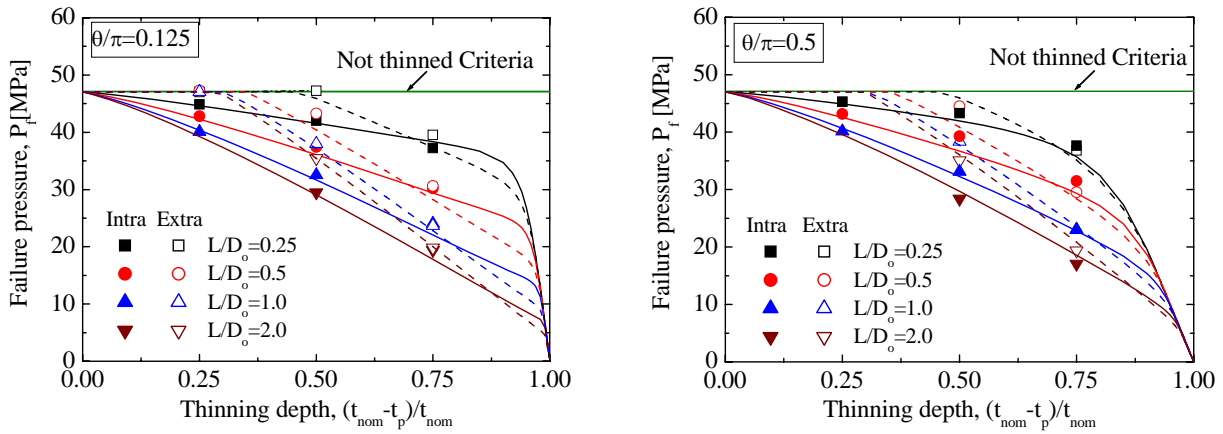 θ/π=0.125
Not thinned Criteria
Failure pressure, P_f[MPa]
60
50
40
30
20
10
0
Intra Extra
L/D_o=0.25
L/D_o=0.5
L/D_o=1.0
L/D_o=2.0
0.00 0.25 0.50 0.75 1.00
Thinning depth, (t_nom-t_p)/t_nom
θ/π=0.5
Not thinned Criteria
Failure pressure, P_f [MPa]
60
50
40
30
20
10
0
Intra Extra
L/D_o=0.25
L/D_o=0.5
L/D_o=1.0
L/D_o=2.0
0.00 0.25 0.50 0.75 1.00
Thinning depth, (t_nom-t_p)/t_nom